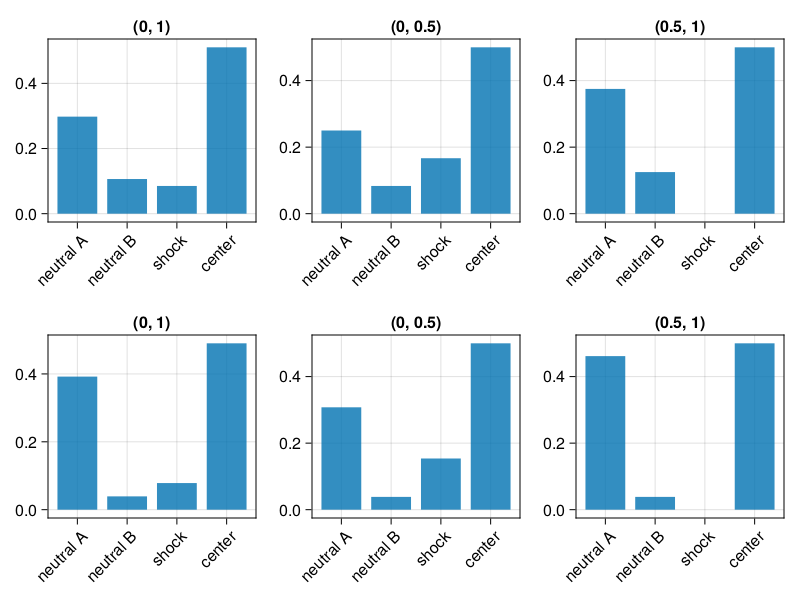 (0, 1)
(0, 0.5)
(0.5, 1)
0.4
0.2
0.0
0.4
0.2
0.0
0.4
0.2
0.0
neutral A
neutral B
shock
center
neutral A
neutral B
shock
center
neutral A
neutral B
shock
center
(0, 1)
(0, 0.5)
(0.5, 1)
0.4
0.2
0.0
0.4
0.2
0.0
0.4
0.2
0.0
neutral A
neutral B
shock
center
neutral A
neutral B
shock
center
neutral A
neutral B
shock
center